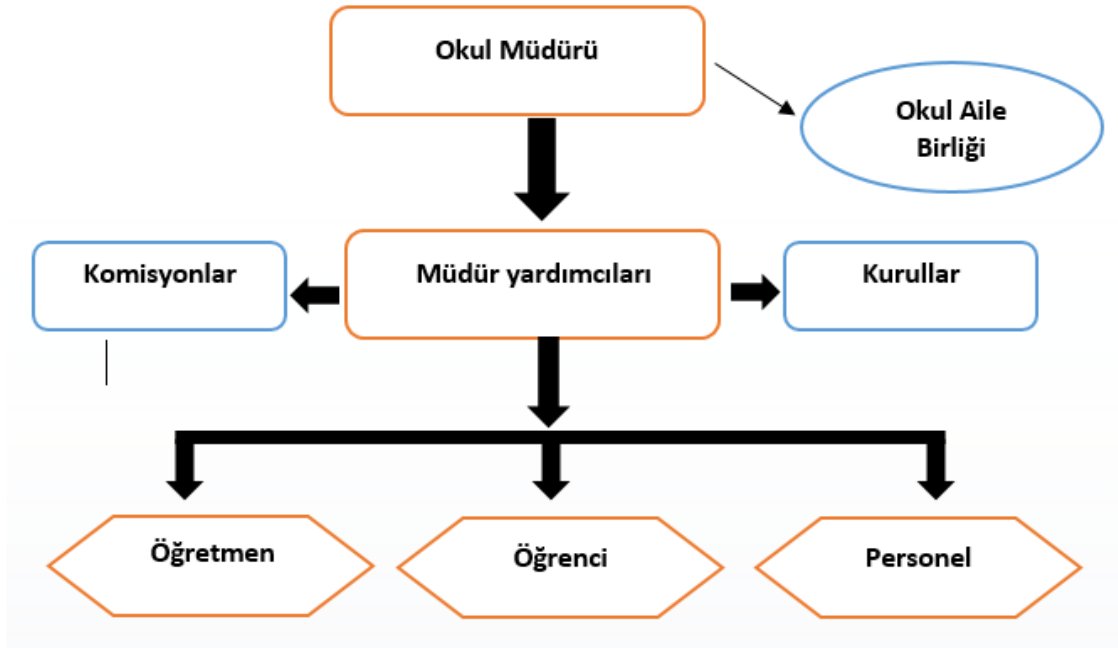 Okul Müdürü
Okul Aile
Birliği
Komisyonlar
Müdür yardımcıları
Kurullar
Öğretmen
Öğrenci
Personel